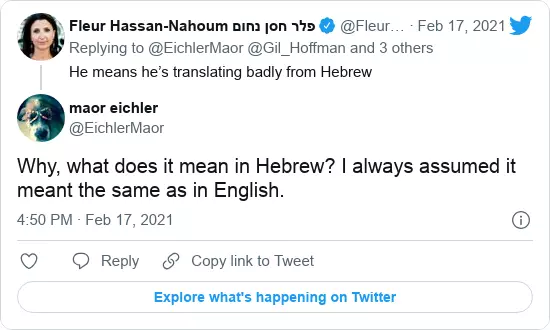 Fleur Hassan-Nahoum פלר חסן נחום @Fleur… · Feb 17, 2021
Replying to @EichlerMaor @Gil_Hoffman and 3 others
He means he’s translating badly from Hebrew
maor eichler
@EichlerMaor
Why, what does it mean in Hebrew? I always assumed it
meant the same as in English.
4:50 PM · Feb 17, 2021
Reply Copy link to Tweet
Explore what's happening on Twitter